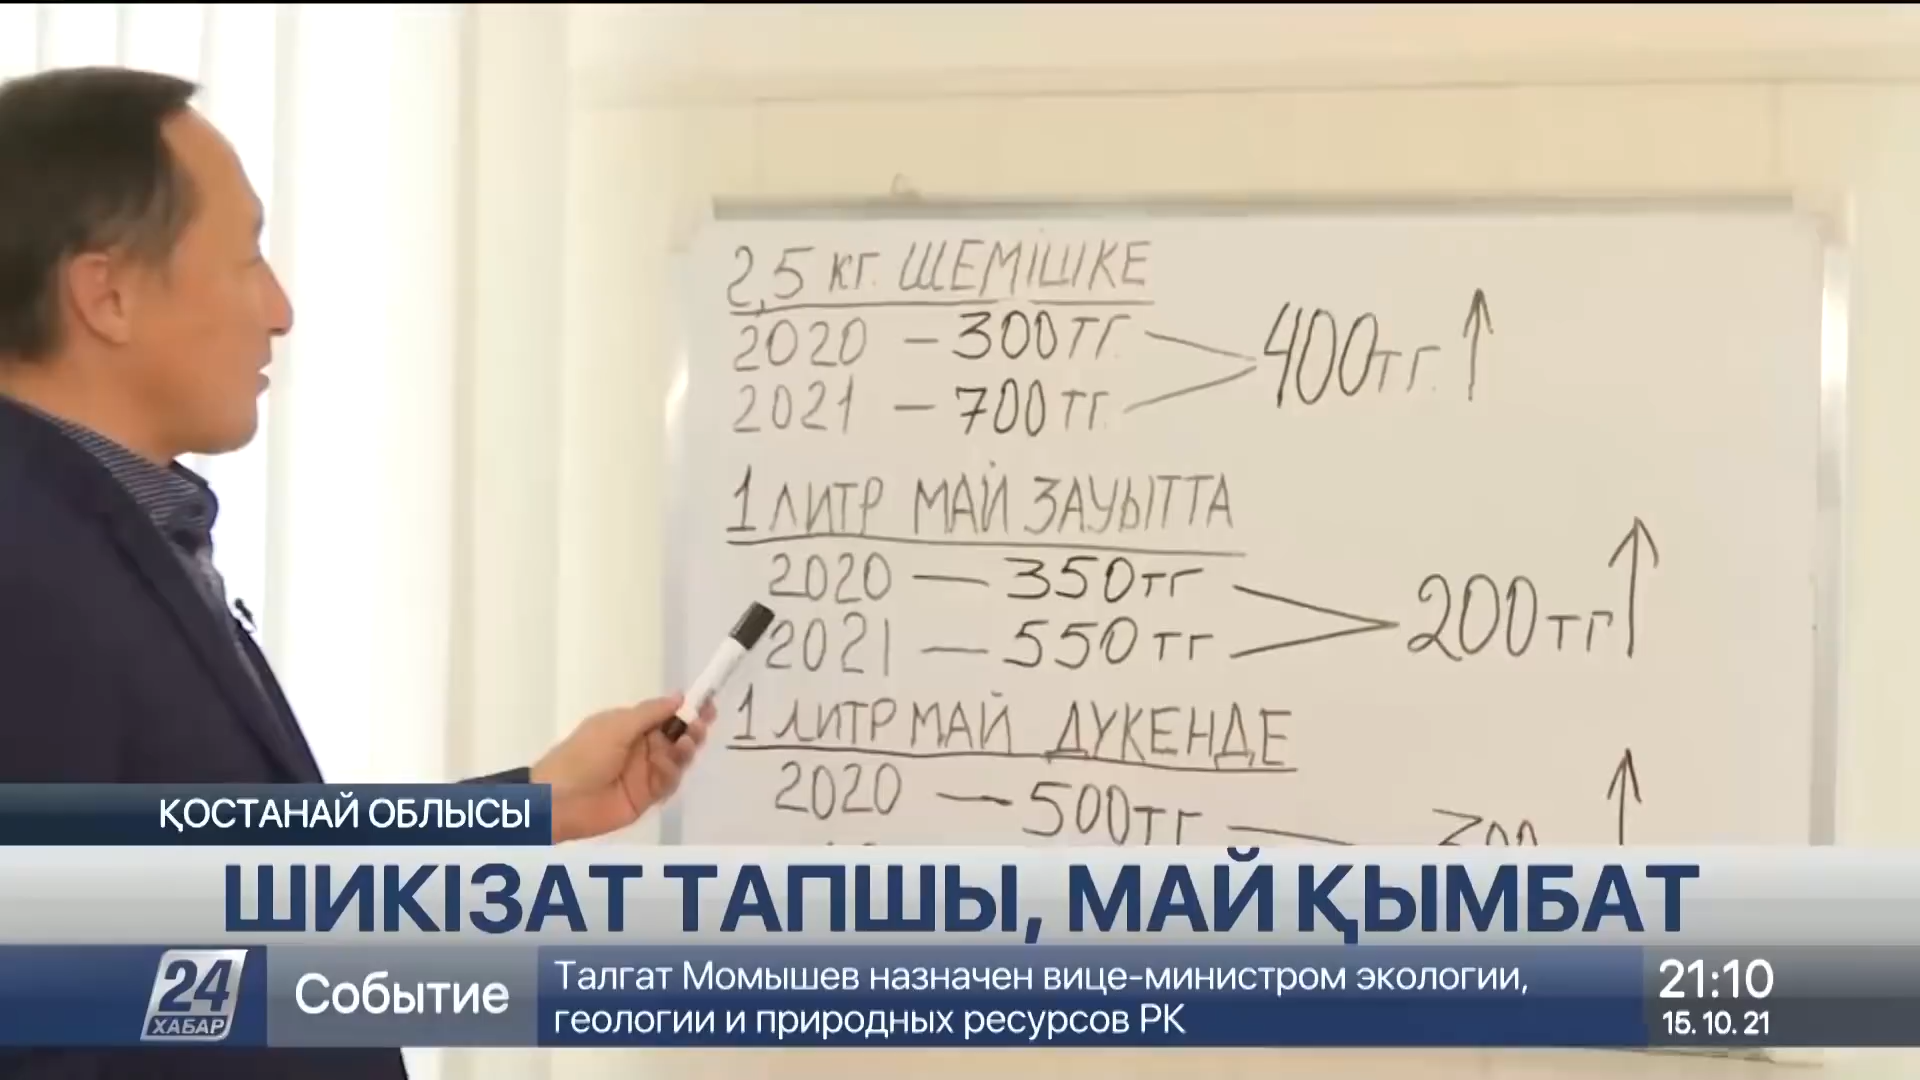 2,5 кг. ШЕМІШКЕ
2020 — 300тг.
2021 — 700тг.
400тг.
1 ЛИТР МАЙ ЗАУЫТТА
2020 — 350тг
2021 — 550тг
200тг
1 ЛИТР МАЙ ДУКЕНДЕ
2020 — 500тг
ҚОСТАНАЙ ОБЛЫСЫ
ШИКІЗАТ ТАПШЫ, МАЙ ҚЫМБАТ
24
ХАБАР
Событие
Талгат Момышев назначен вице-министром экологии,
геологии и природных ресурсов РК
21:10
15. 10. 21